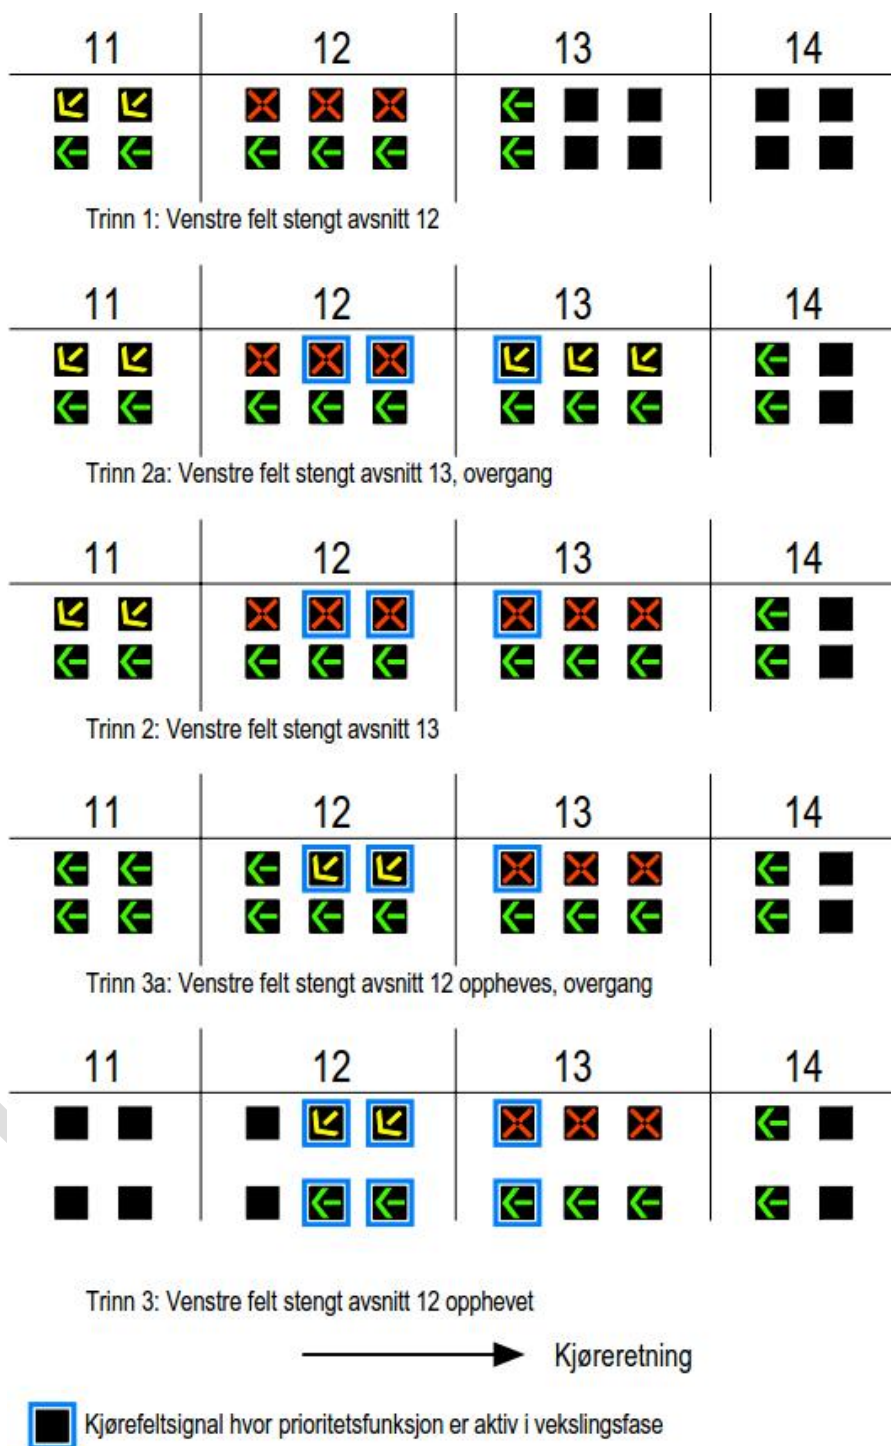 11 12 13 14
Trinn 1: Venstre felt stengt avsnitt 12
11 12 13 14
Trinn 2a: Venstre felt stengt avsnitt 13, overgang
11 12 13 14
Trinn 2: Venstre felt stengt avsnitt 13
11 12 13 14
Trinn 3a: Venstre felt stengt avsnitt 12 oppheves, overgang
11 12 13 14
Trinn 3: Venstre felt stengt avsnitt 12 opphevet
Kjøreretning
Kjørefeltsignal hvor prioritetsfunksjon er aktiv i vekslingsfase